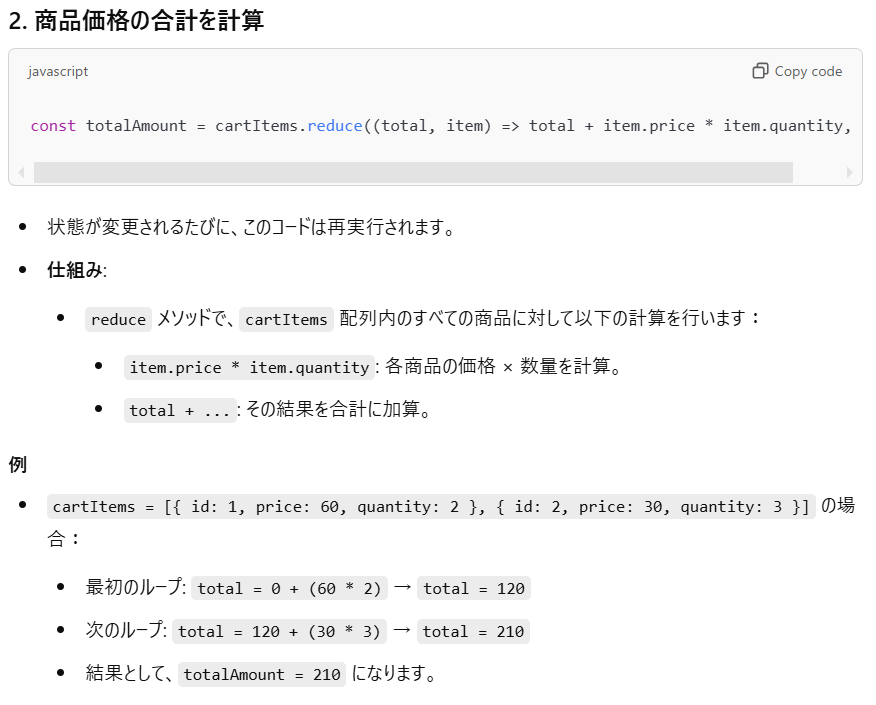 2. 商品価格の合計を計算
javascript
Copy code
const totalAmount = cartItems.reduce((total, item) => total + item.price * item.quantity,
• 状態が変更されるたびに、このコードは再実行されます。
• 仕組み:
• reduce メソッドで、 cartItems 配列内のすべての商品に対して以下の計算を行います：
• item.price * item.quantity: 各商品の価格 × 数量を計算。
• total + ...: その結果を合計に加算。
例
• cartItems = [{ id: 1, price: 60, quantity: 2 }, { id: 2, price: 30, quantity: 3 }] の場
合：
• 最初のループ: total = 0 + (60 * 2) → total = 120
• 次のループ: total = 120 + (30 * 3) → total = 210
• 結果として、 totalAmount = 210 になります。